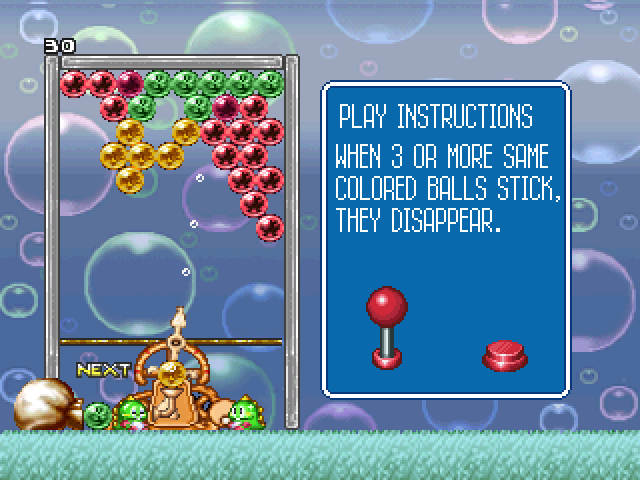 30
PLAY INSTRUCTIONS
WHEN 3 OR MORE SAME
COLORED BALLS STICK,
THEY DISAPPEAR.
NEXT